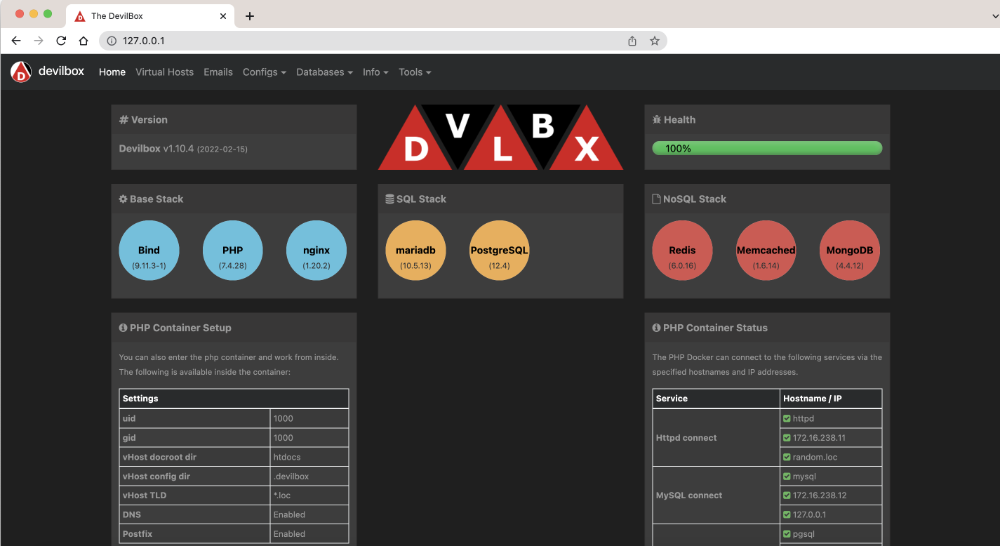 The DevilBox
127.0.0.1
devilbox Home Virtual Hosts Emails Configs Databases Info Tools
Version
Devilbox v1.10.4 (2022-02-15)
D V L B X
Health
100%
Base Stack
Bind
(9.11.3-1)
PHP
(7.4.28)
nginx
(1.20.2)
SQL Stack
mariadb
(10.5.13)
PostgreSQL
(12.4)
NoSQL Stack
Redis
(6.0.16)
Memcached
(1.6.14)
MongoDB
(4.4.12)
PHP Container Setup
You can also enter the php container and work from inside.
The following is available inside the container:
Settings
uid 1000
gid 1000
vHost docroot dir htdocs
vHost config dir .devilbox
vHost TLD *.loc
DNS Enabled
Postfix Enabled
PHP Container Status
The PHP Docker can connect to the following services via the
specified hostnames and IP addresses.
Service Hostname / IP
Httpd connect
httpd
172.16.238.11
random.loc
MySQL connect
mysql
172.16.238.12
127.0.0.1
pgsql